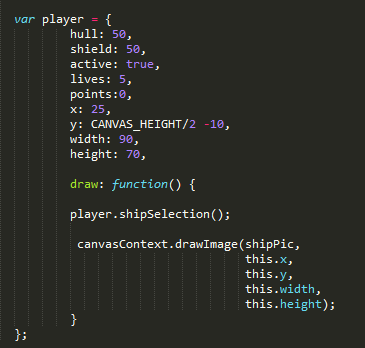 var player = {
hull: 50,
shield: 50,
active: true,
lives: 5,
points:0,
x: 25,
y: CANVAS_HEIGHT/2 -10,
width: 90,
height: 70,
draw: function() {
player.shipSelection();
canvasContext.drawImage(shipPic,
this.x,
this.y,
this.width,
this.height);
}
};